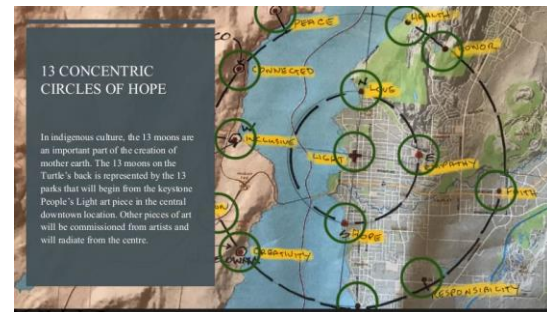 13 CONCENTRIC
CIRCLES OF HOPE
In indigenous culture, the 13 moons are
an important part of the creation of
mother earth. The 13 moons on the
Turtle's back is represented by the 13
parks that will begin from the keystone
People's Light art piece in the central
downtown location. Other pieces of art
will be commissioned from artists and
will radiate from the centre.
PEACE
HEALTH
HONOR
CO.
CONNECTED
LOVE
W
INCLUSIVE
LIGHT
E
EMPATHY
FAITH
S
HOPE
CREATIVITY
RESPONSIBILITY